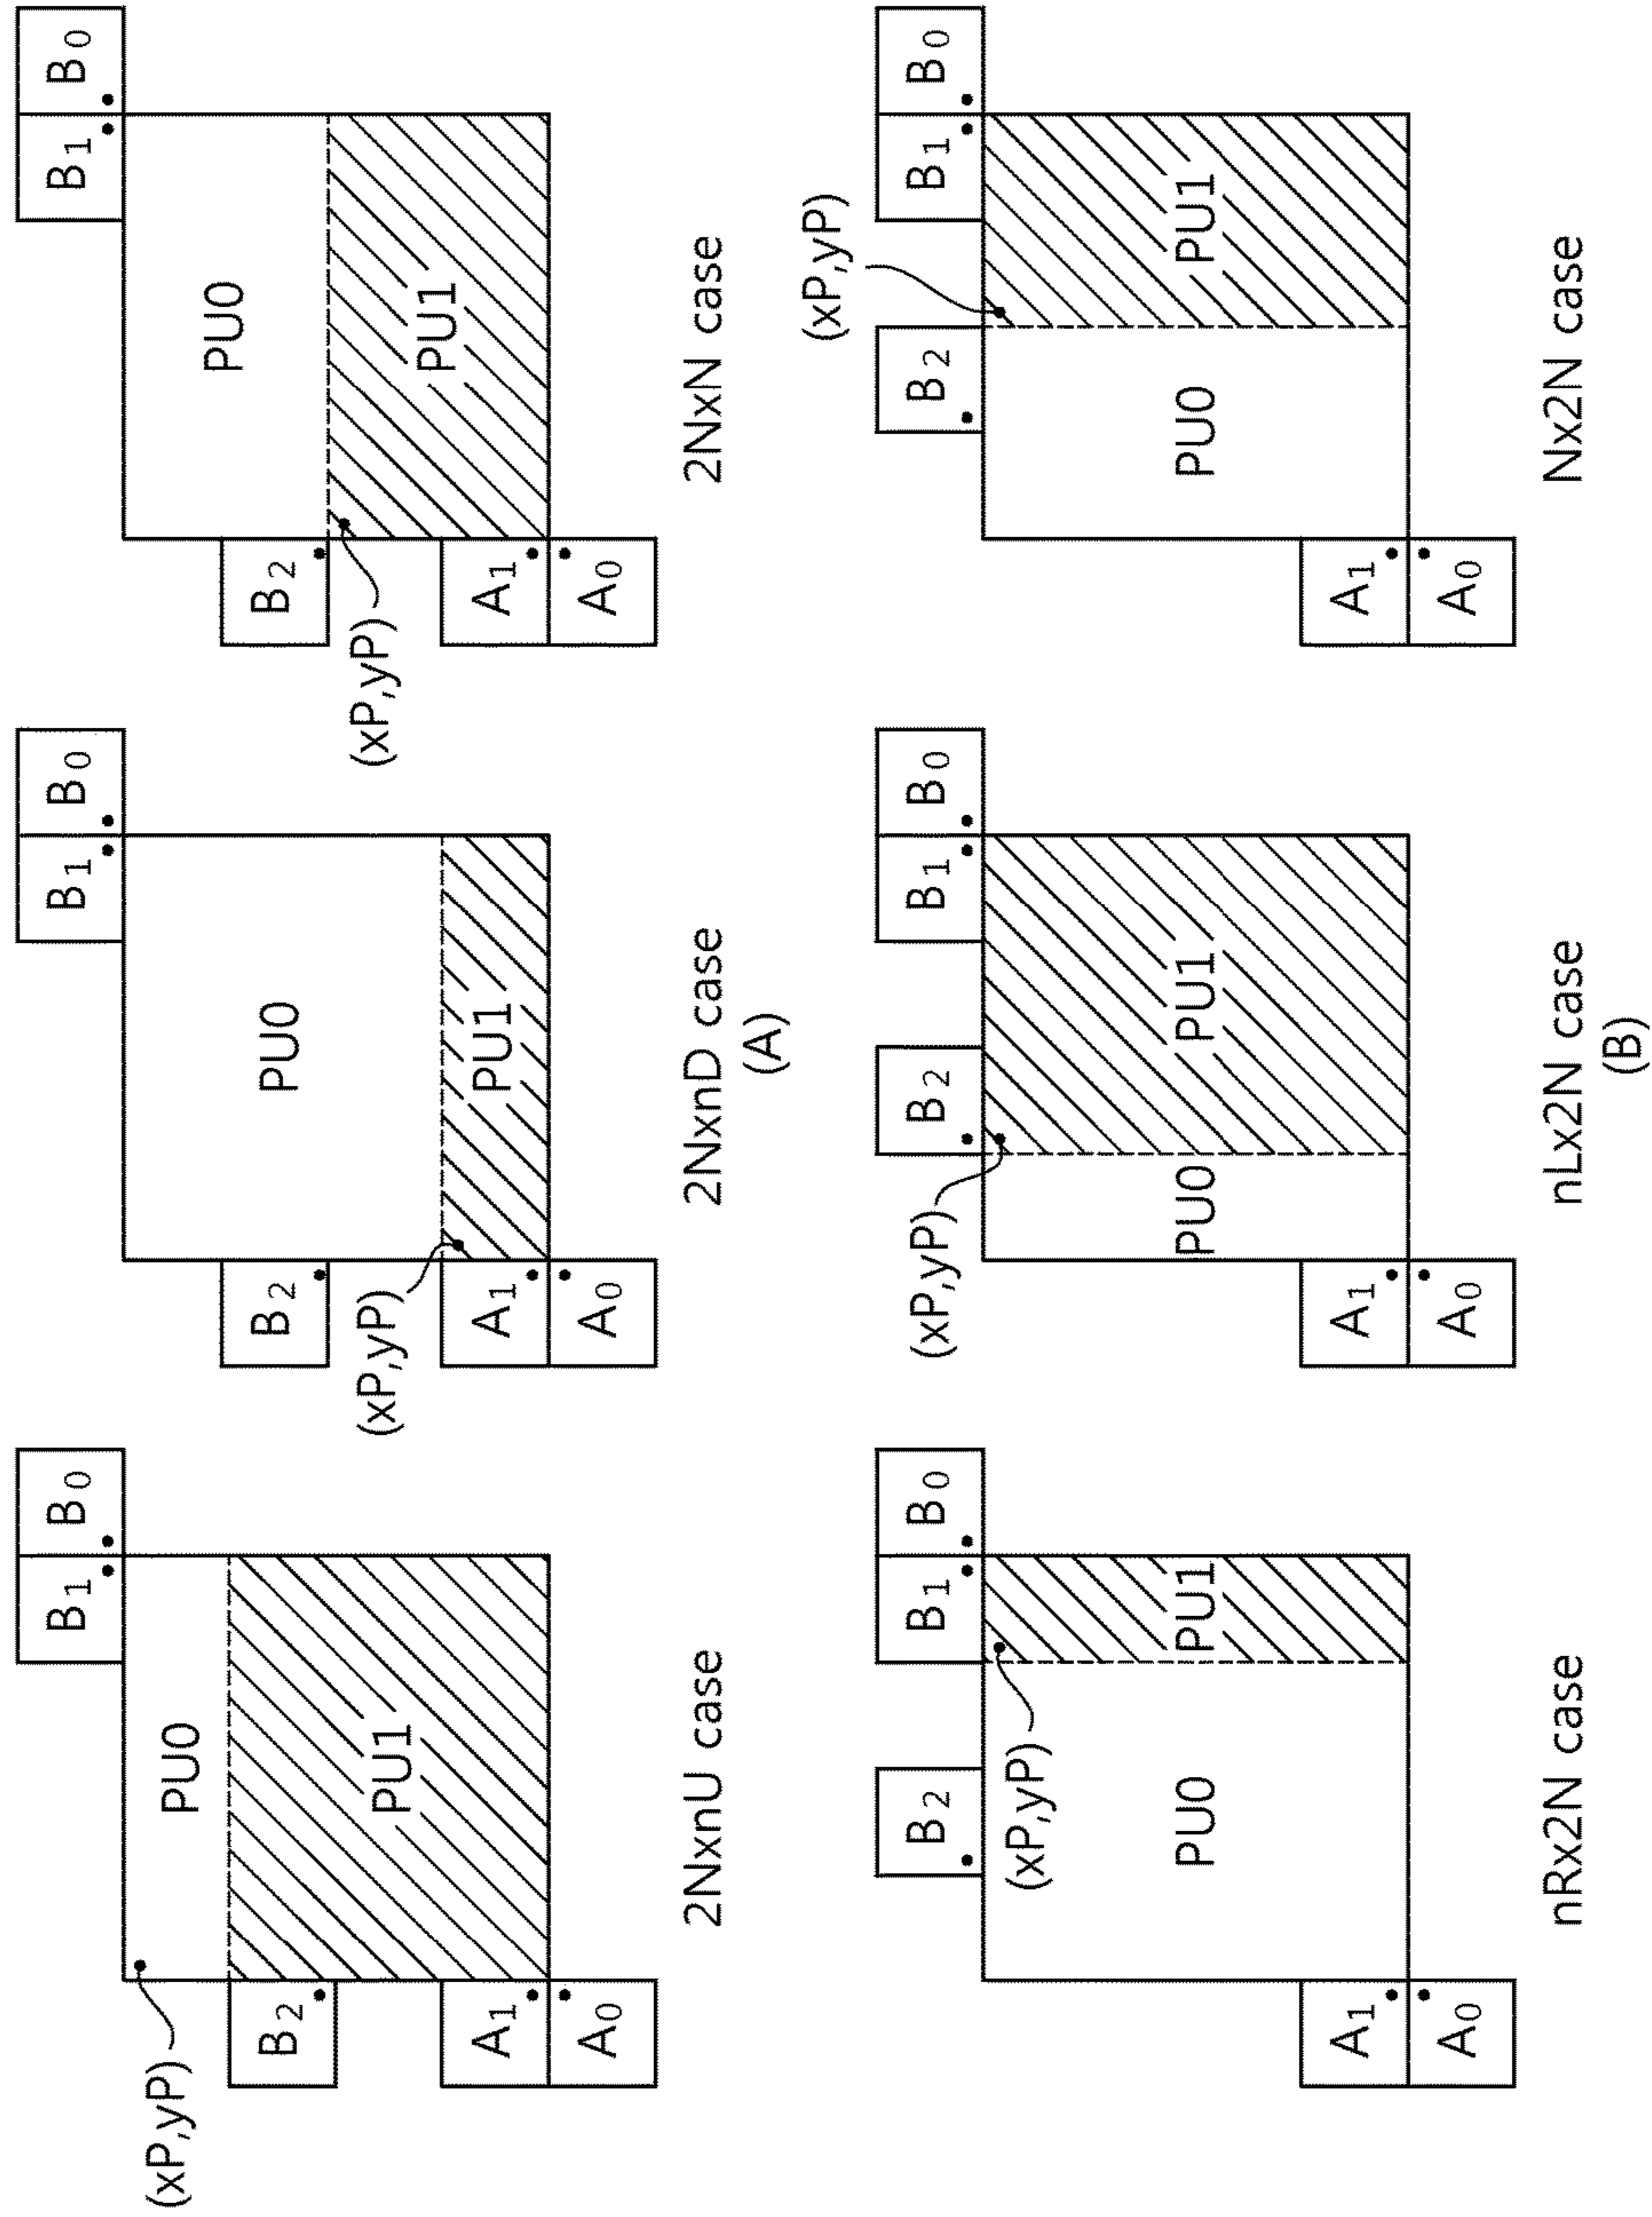 B1 B0
(xP,yP)
PU0
B2
PU1
A1
A0
2NxnU case
B1 B0
PU0
B2
(xP,yP)
PU1
A1
A0
2NxnD case
(A)
B1 B0
PU0
B2
(xP,yP)
PU1
A1
A0
2NxN case
B2 B1 B0
(xP,yP)
PU0 PU1
A1
A0
nRx2N case
B2 B1 B0
(xP,yP)
PU0 PU1
A1
A0
nLx2N case
(B)
(xP,yP)
B2 B1 B0
PU0 PU1
A1
A0
Nx2N case